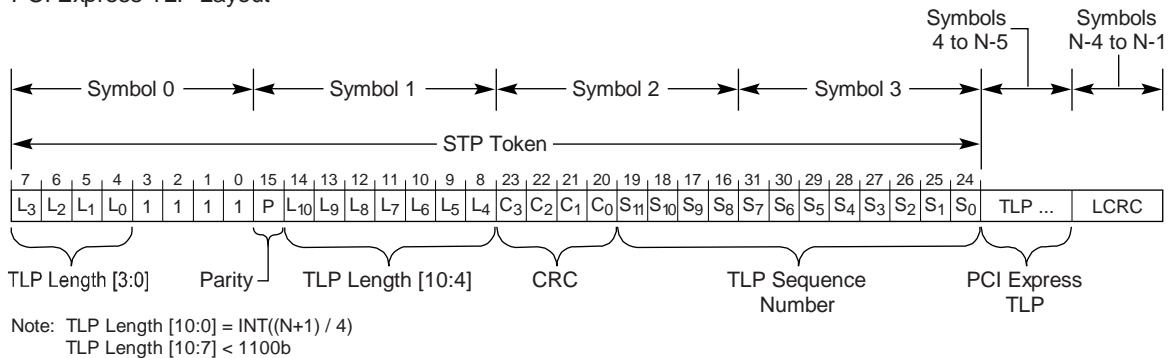 PCI Express TLP Layout
Symbols 4 to N-5
Symbols N-4 to N-1
Symbol 0 Symbol 1 Symbol 2 Symbol 3
STP Token
7 6 5 4 3 2 1 0 15 14 13 12 11 10 9 8 23 22 21 20 19 18 17 16 31 30 29 28 27 26 25 24
L3 L2 L1 L0 1 1 1 1 P L10 L9 L8 L7 L6 L5 L4 C3 C2 C1 C0 S11 S10 S9 S8 S7 S6 S5 S4 S3 S2 S1 S0 TLP ... LCRC
TLP Length [3:0] Parity TLP Length [10:4] CRC TLP Sequence Number PCI Express TLP
Note: TLP Length [10:0] = INT((N+1) / 4)
TLP Length [10:7] < 1100b